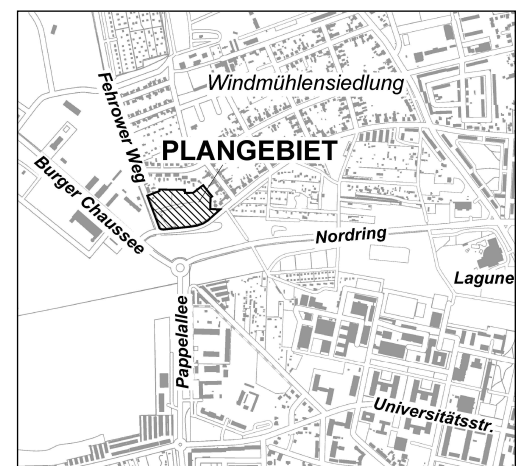 Windmühlensiedlung
Fehrower Weg
PLANGEBIET
Burger Chaussee
Nordring
Lagune
Pappelallee
Universitätsstr.